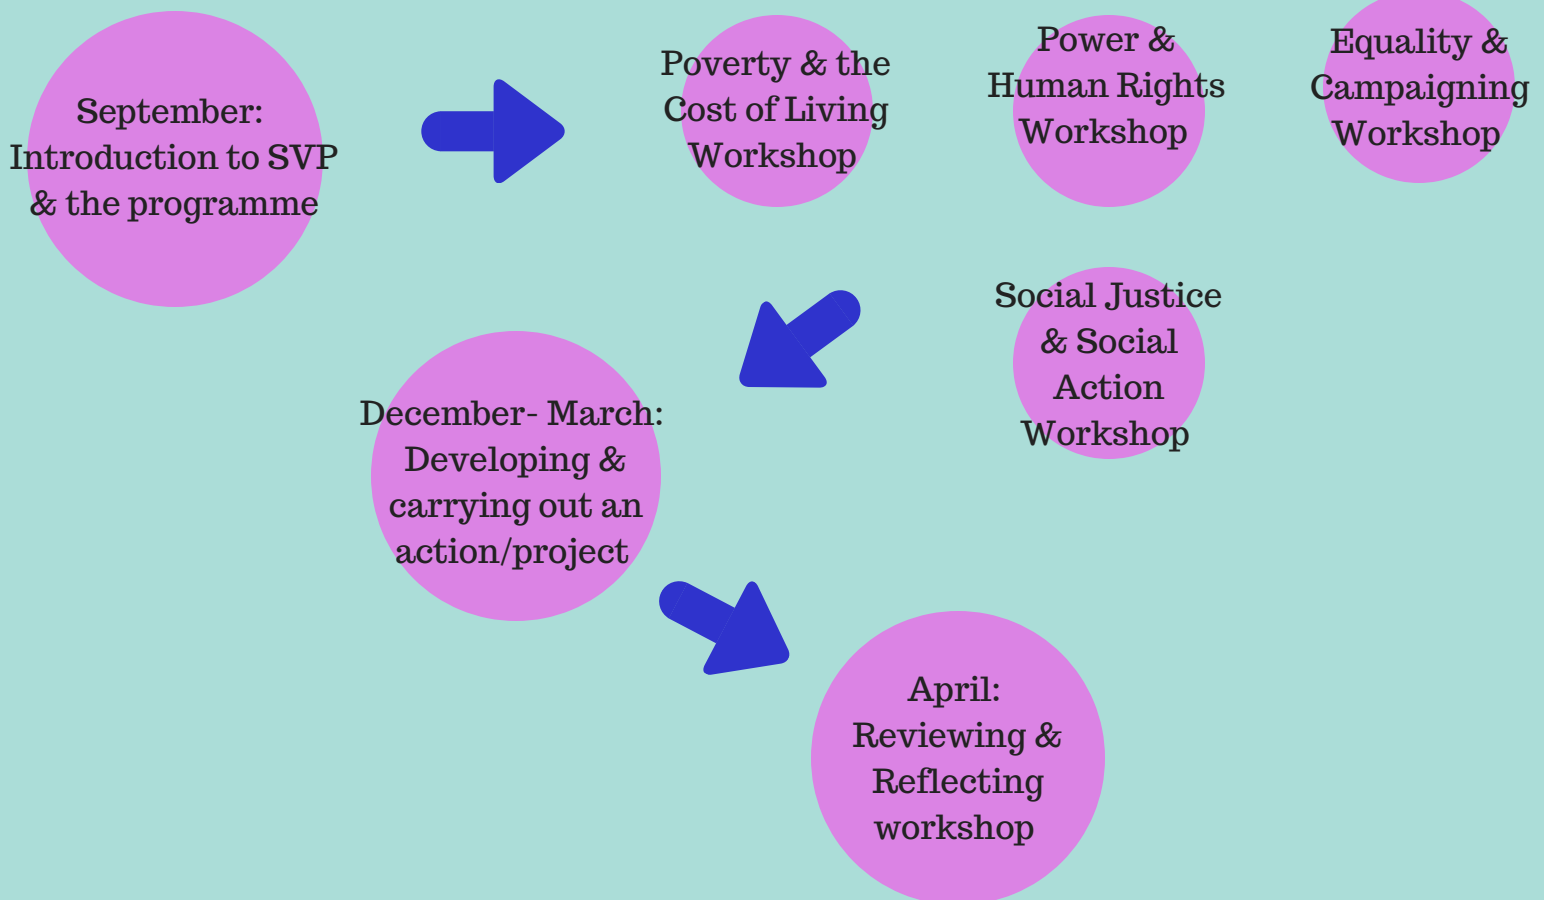 September:
Introduction to SVP
& the programme
Poverty & the
Cost of Living
Workshop
Power &
Human Rights
Workshop
Equality &
Campaigning
Workshop
Social Justice
& Social
Action
Workshop
December- March:
Developing &
carrying out an
action/project
April:
Reviewing &
Reflecting
workshop